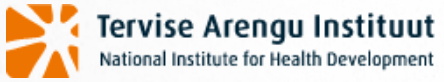 Tervise Arengu Instituut
National Institute for Health Development